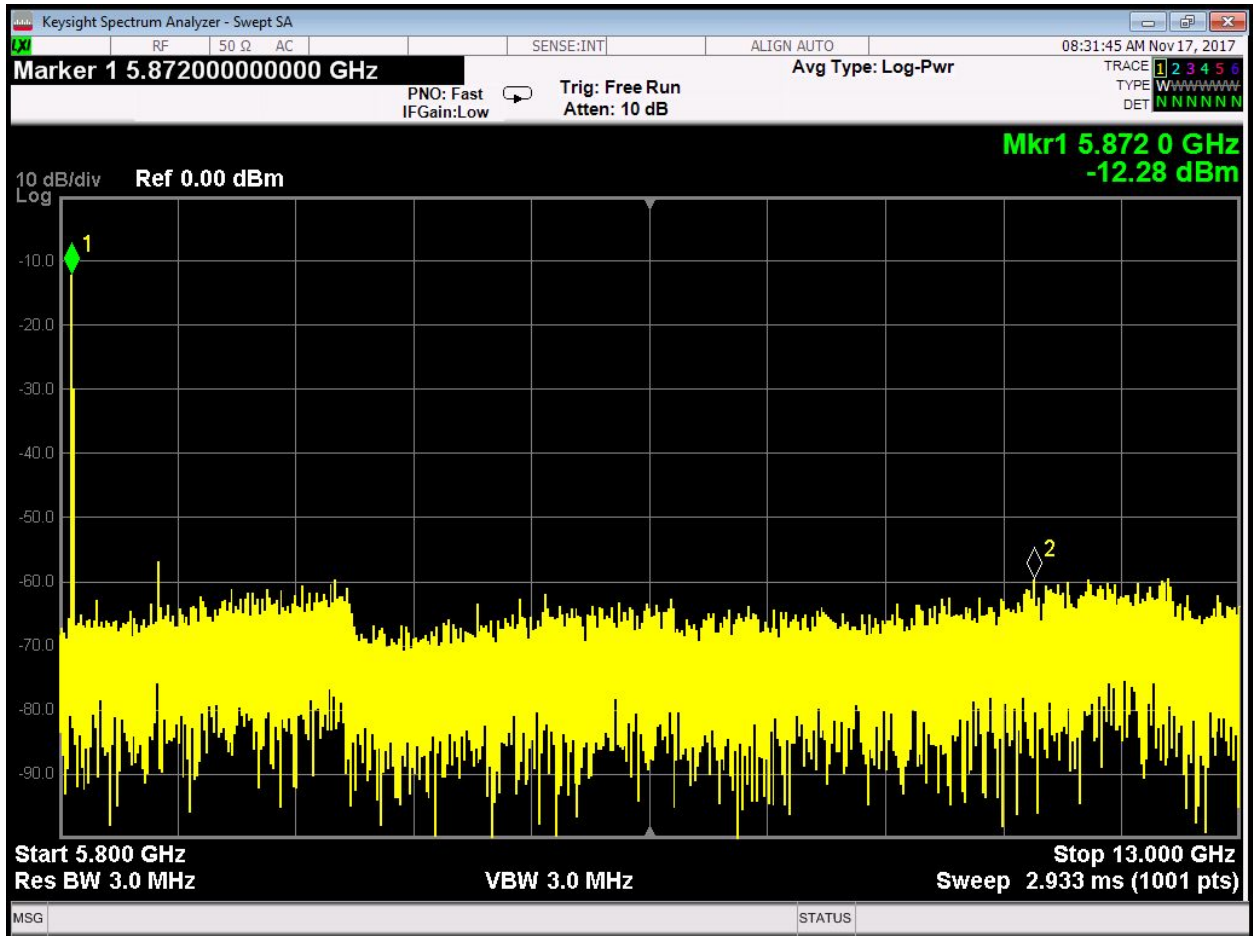 Keysight Spectrum Analyzer - Swept SA
LXI RF 50 Ω AC SENSE:INT ALIGN AUTO 08:31:45 AM Nov 17, 2017
Marker 1 5.872000000000 GHz
PNO: Fast
IFGain:Low
Trig: Free Run
Atten: 10 dB
Avg Type: Log-Pwr
TRACE 1 2 3 4 5 6
TYPE WWWWWW
DET N N N N N N
Mkr1 5.872 0 GHz
-12.28 dBm
10 dB/div
Log
Ref 0.00 dBm
1
-10.0
-20.0
-30.0
-40.0
-50.0
2
-60.0
-70.0
-80.0
-90.0
Start 5.800 GHz
Stop 13.000 GHz
Res BW 3.0 MHz
VBW 3.0 MHz
Sweep 2.933 ms (1001 pts)
MSG
STATUS